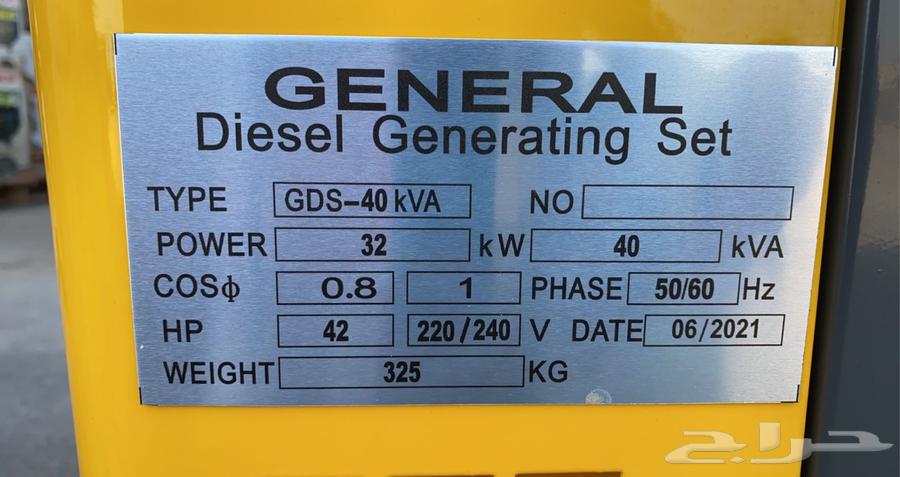 GENERAL
Diesel Generating Set
TYPE GDS-40 kVA NO
POWER 32 kW 40 kVA
COSϕ 0.8 1 PHASE 50/60 Hz
HP 42 220/240 V DATE 06/2021
WEIGHT 325 KG
حراج